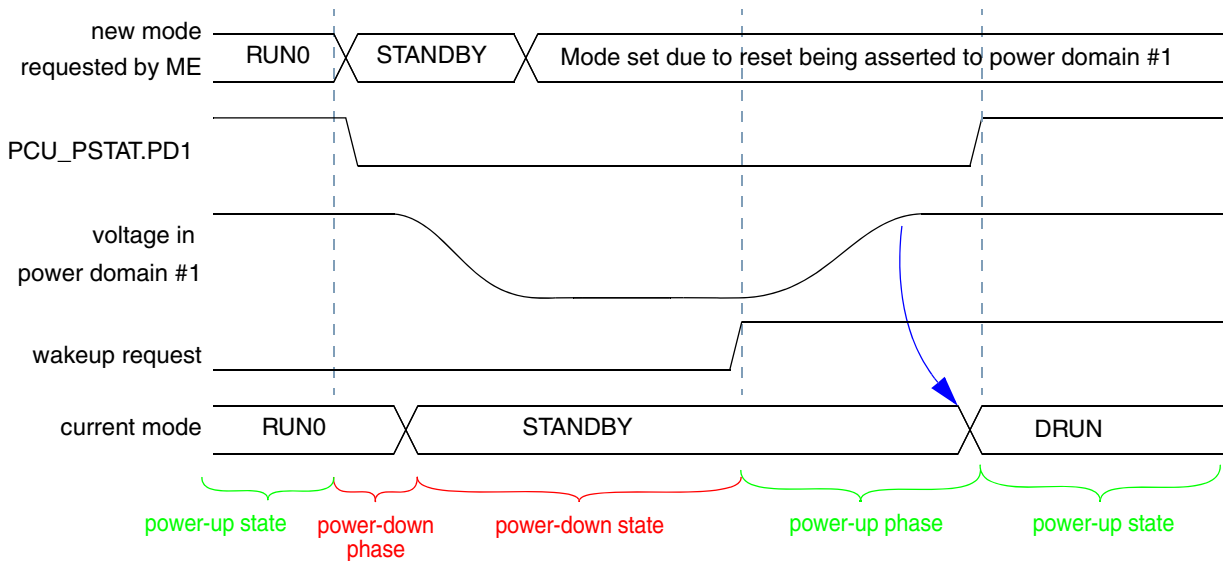 new mode
requested by ME
RUN0
STANDBY
Mode set due to reset being asserted to power domain #1
PCU_PSTAT.PD1
voltage in
power domain #1
wakeup request
current mode
RUN0
STANDBY
DRUN
power-up state
power-down
phase
power-down state
power-up phase
power-up state